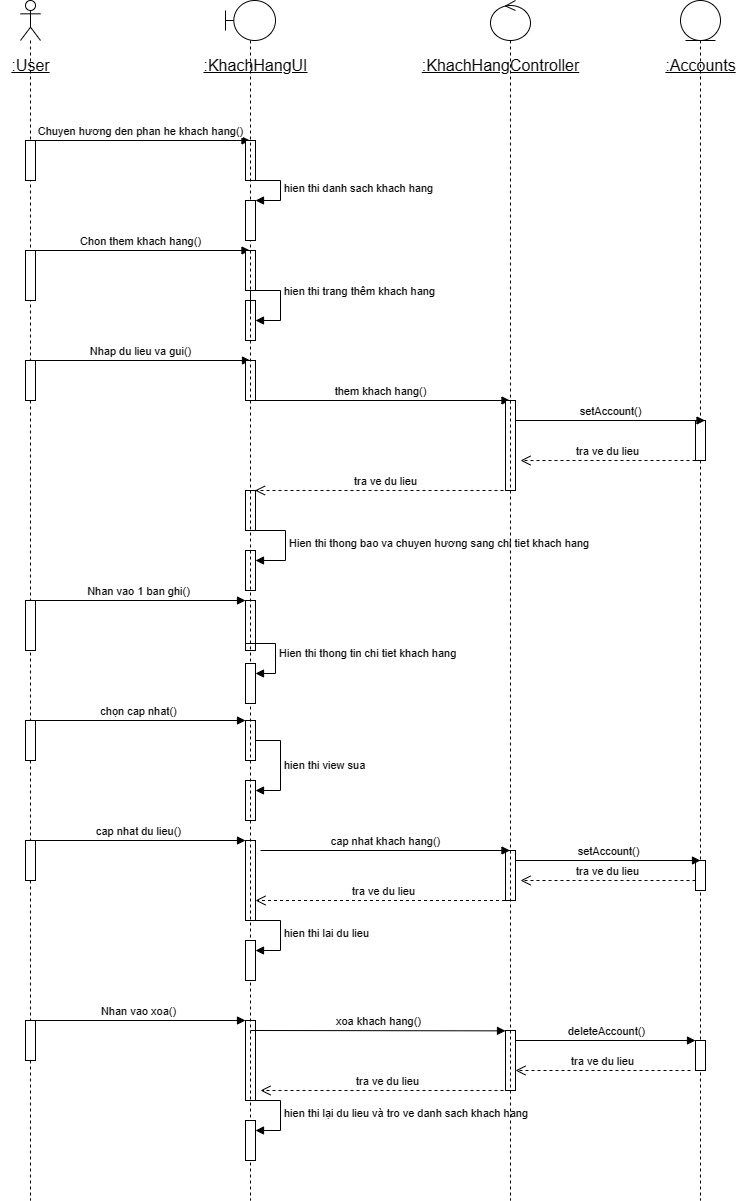 :User
:KhachHangUI
:KhachHangController
:Accounts
Chuyen hương den phan he khach hang()
hien thi danh sach khach hang
Chon them khach hang()
hien thi trang thêm khach hang
Nhap du lieu va gui()
them khach hang()
setAccount()
tra ve du lieu
tra ve du lieu
Hien thi thong bao va chuyen hương sang chi tiet khach hang
Nhan vao 1 ban ghi()
Hien thi thong tin chi tiet khach hang
chọn cap nhat()
hien thi view sua
cap nhat du lieu()
cap nhat khach hang()
setAccount()
tra ve du lieu
tra ve du lieu
hien thi lai du lieu
Nhan vao xoa()
xoa khach hang()
deleteAccount()
tra ve du lieu
tra ve du lieu
hien thi lại du lieu và tro ve danh sach khach hang